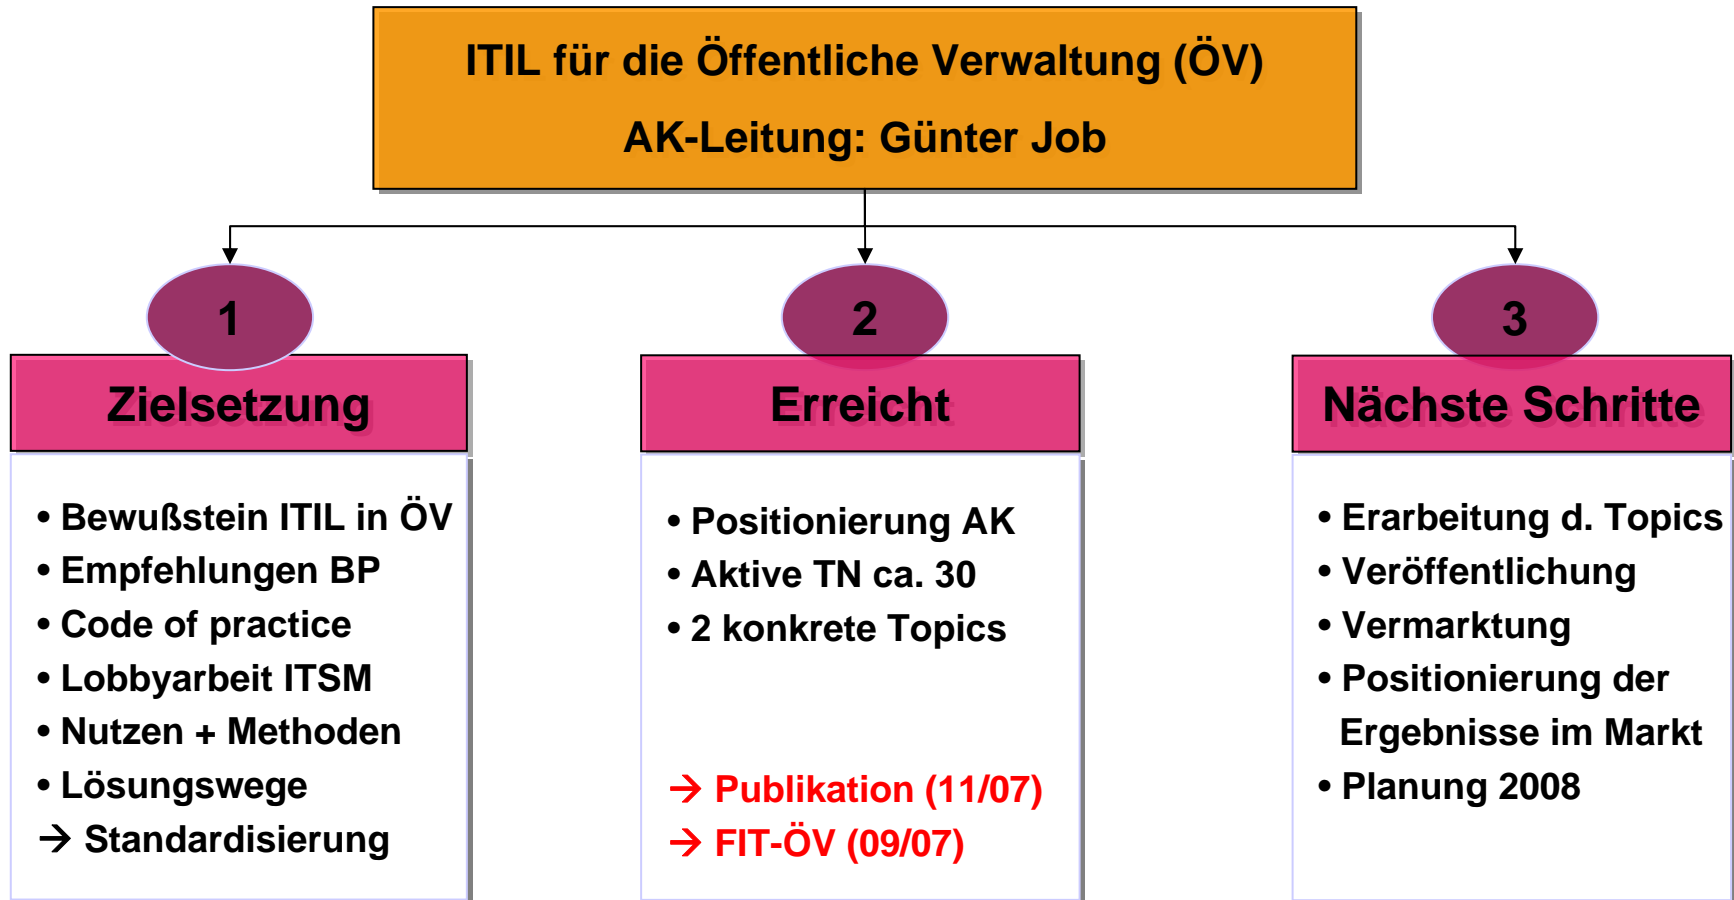 ITIL für die Öffentliche Verwaltung (ÖV)
AK-Leitung: Günter Job
1
Zielsetzung
• Bewußstein ITIL in ÖV
• Empfehlungen BP
• Code of practice
• Lobbyarbeit ITSM
• Nutzen + Methoden
• Lösungswege
→ Standardisierung
2
Erreicht
• Positionierung AK
• Aktive TN ca. 30
• 2 konkrete Topics
→ Publikation (11/07)
→ FIT-ÖV (09/07)
3
Nächste Schritte
• Erarbeitung d. Topics
• Veröffentlichung
• Vermarktung
• Positionierung der
Ergebnisse im Markt
• Planung 2008